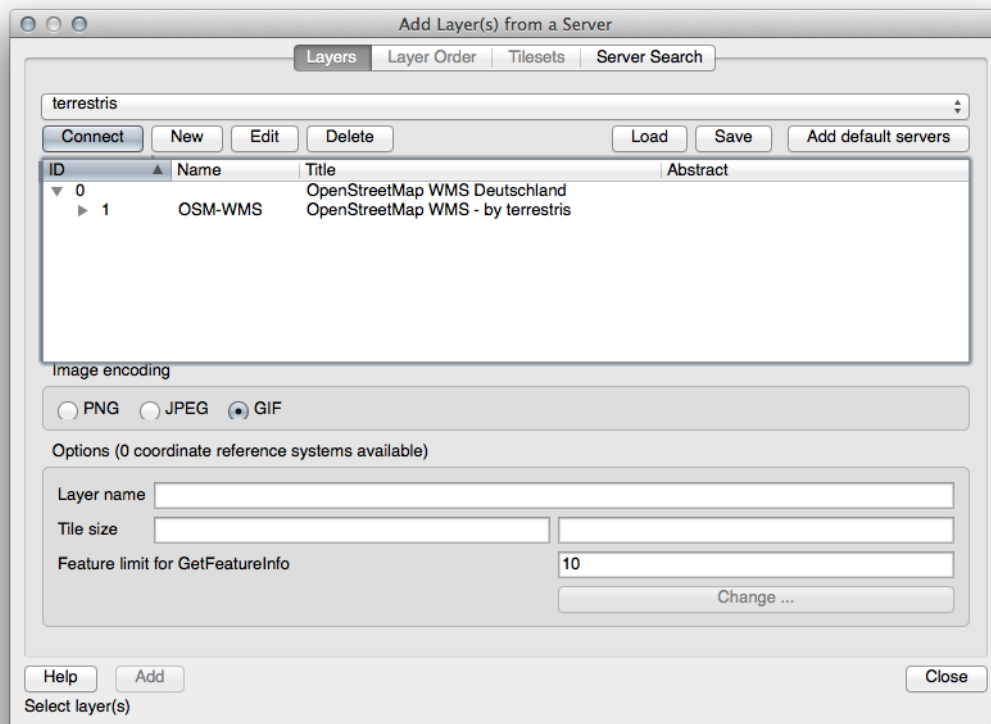 Add Layer(s) from a Server
Layers Layer Order Tilesets Server Search
terrestris
Connect New Edit Delete Load Save Add default servers
ID Name Title Abstract
0 OpenStreetMap WMS Deutschland
1 OSM-WMS OpenStreetMap WMS - by terrestris
Image encoding
PNG JPEG GIF
Options (0 coordinate reference systems available)
Layer name
Tile size
Feature limit for GetFeatureInfo 10
Change ...
Help Add Close
Select layer(s)